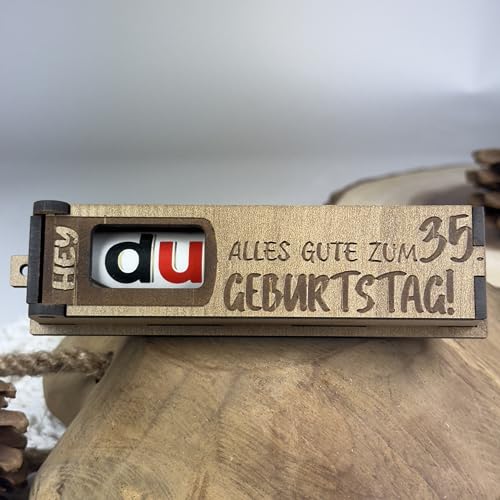 HEY
du
ALLES GUTE ZUM 35.
GEBURTSTAG!